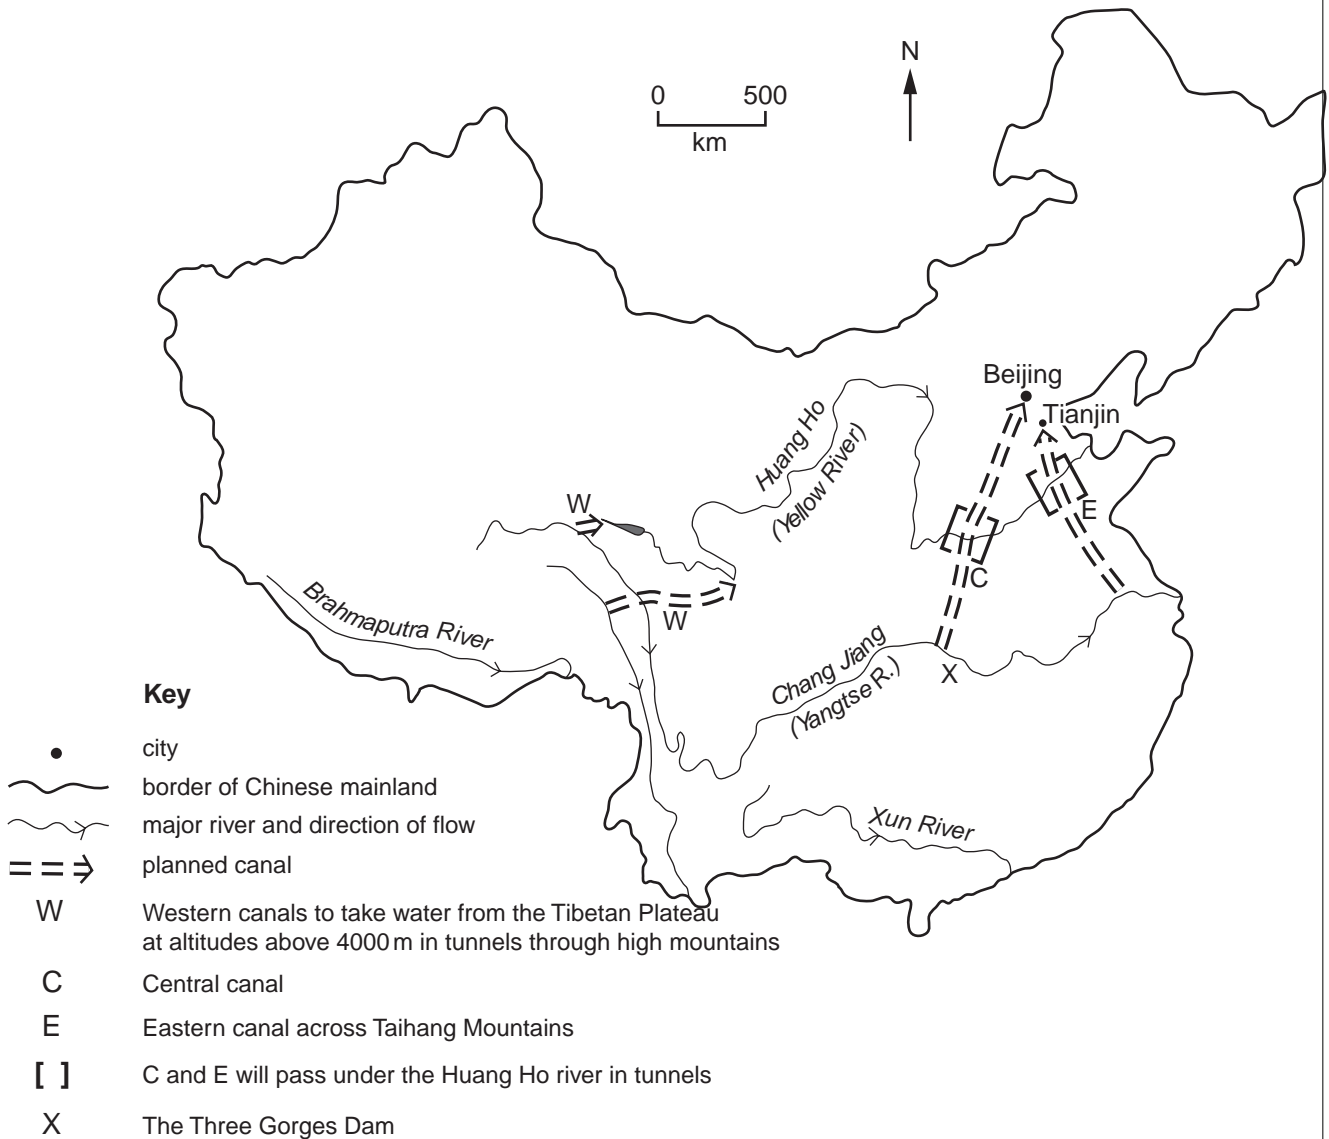 N
0 500
km
Beijing
Tianjin
Huang Ho
(Yellow River)
W
E
C
W
Brahmaputra River
Chang Jiang
(Yangtse R.)
X
Xun River
Key
city
border of Chinese mainland
major river and direction of flow
planned canal
W Western canals to take water from the Tibetan Plateau
at altitudes above 4000 m in tunnels through high mountains
C Central canal
E Eastern canal across Taihang Mountains
[ ] C and E will pass under the Huang Ho river in tunnels
X The Three Gorges Dam